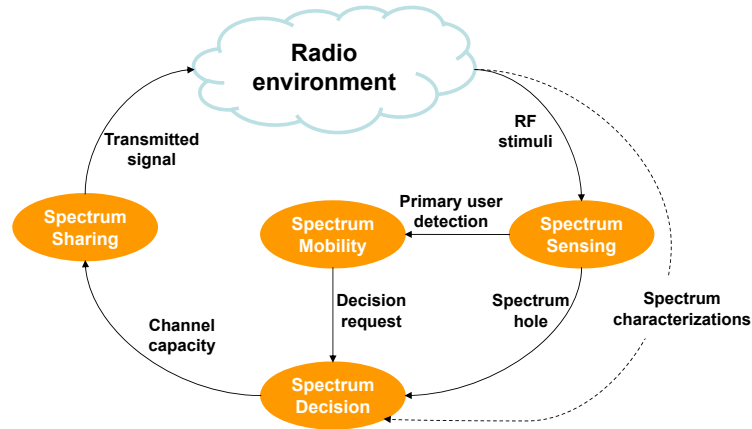 Radio
environment
Transmitted
signal
RF
stimuli
Spectrum
Sharing
Spectrum
Mobility
Primary user
detection
Spectrum
Sensing
Channel
capacity
Decision
request
Spectrum
hole
Spectrum
characterizations
Spectrum
Decision